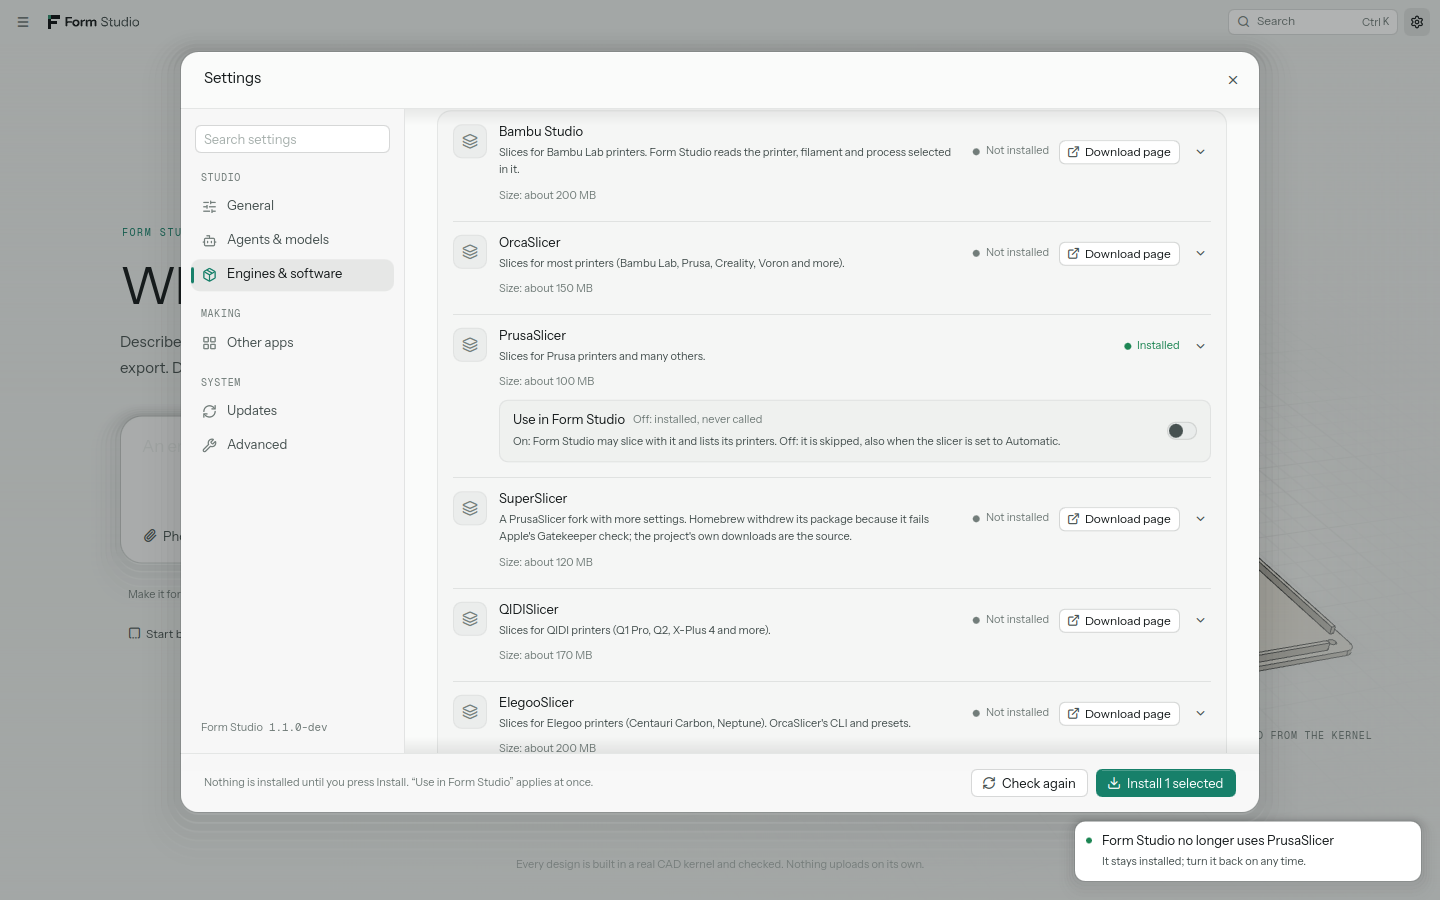 Form Studio
Search
Ctrl K
Settings
Search settings
STUDIO
General
Agents & models
Engines & software
MAKING
Other apps
SYSTEM
Updates
Advanced
Form Studio 1.1.0-dev
Bambu Studio
Slices for Bambu Lab printers. Form Studio reads the printer, filament and process selected
in it.
Size: about 200 MB
Not installed
Download page
OrcaSlicer
Slices for most printers (Bambu Lab, Prusa, Creality, Voron and more).
Size: about 150 MB
Not installed
Download page
PrusaSlicer
Slices for Prusa printers and many others.
Size: about 100 MB
Installed
Use in Form Studio Off: installed, never called
On: Form Studio may slice with it and lists its printers. Off: it is skipped, also when the slicer is set to Automatic.
SuperSlicer
A PrusaSlicer fork with more settings. Homebrew withdrew its package because it fails
Apple's Gatekeeper check; the project's own downloads are the source.
Size: about 120 MB
Not installed
Download page
QIDISlicer
Slices for QIDI printers (Q1 Pro, Q2, X-Plus 4 and more).
Size: about 170 MB
Not installed
Download page
ElegooSlicer
Slices for Elegoo printers (Centauri Carbon, Neptune). OrcaSlicer's CLI and presets.
Size: about 200 MB
Not installed
Download page
Nothing is installed until you press Install. “Use in Form Studio” applies at once.
Check again
Install 1 selected
FORM STU
Describe
export. D
Make it for
Start b
FROM THE KERNEL
Every design is built in a real CAD kernel and checked. Nothing uploads on its own.
Form Studio no longer uses PrusaSlicer
It stays installed; turn it back on any time.